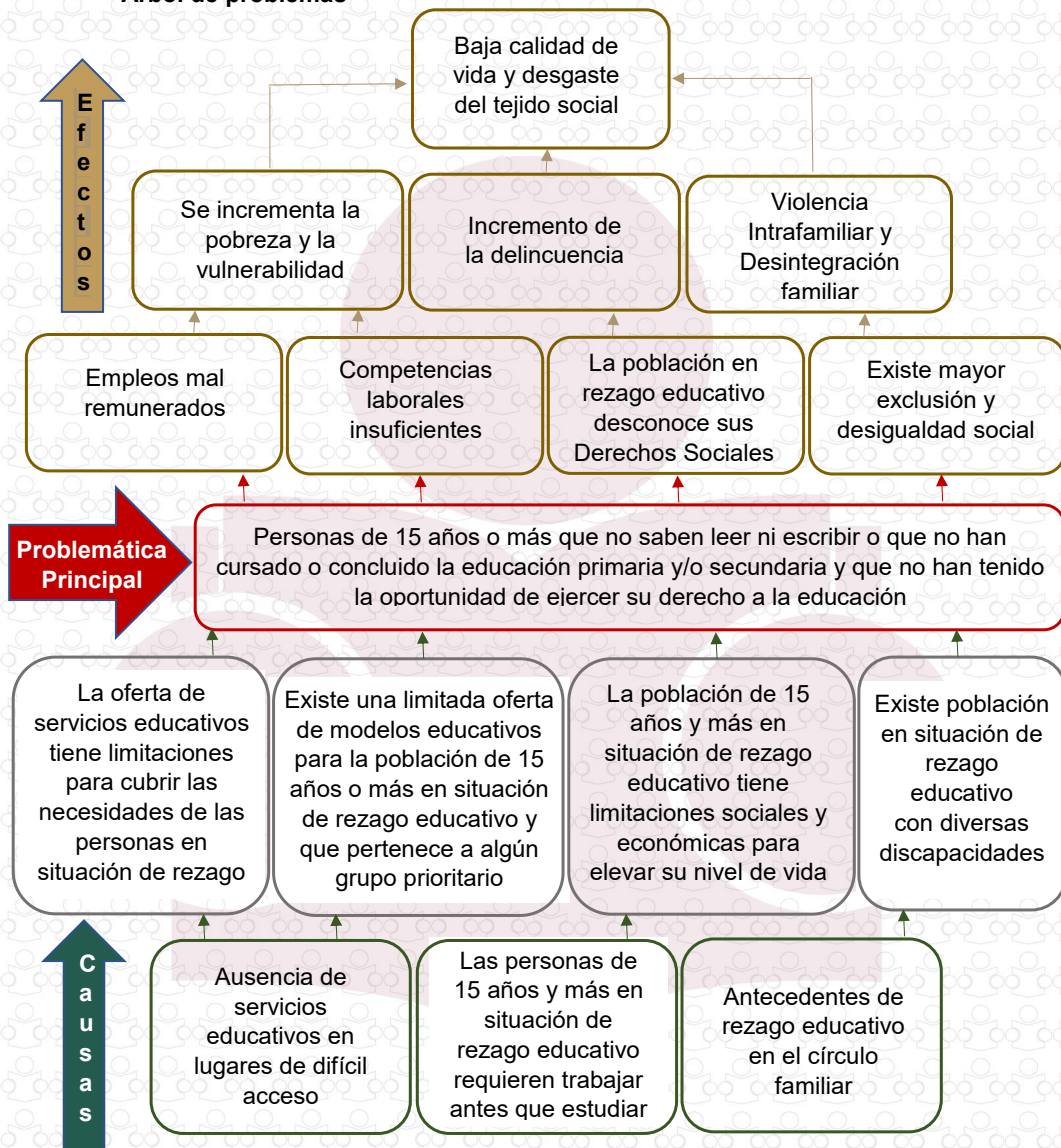 Árbol de problemas
Baja calidad de
vida y desgaste
del tejido social
Efectos
Se incrementa la
pobreza y la
vulnerabilidad
Incremento de
la delincuencia
Violencia
Intrafamiliar y
Desintegración
familiar
Empleos mal
remunerados
Competencias
laborales
insuficientes
La población en
rezago educativo
desconoce sus
Derechos Sociales
Existe mayor
exclusión y
desigualdad social
Problemática
Principal
Personas de 15 años o más que no saben leer ni escribir o que no han
cursado o concluido la educación primaria y/o secundaria y que no han tenido
la oportunidad de ejercer su derecho a la educación
La oferta de
servicios educativos
tiene limitaciones
para cubrir las
necesidades de las
personas en
situación de rezago
Existe una limitada oferta
de modelos educativos
para la población de 15
años o más en situación
de rezago educativo y
que pertenece a algún
grupo prioritario
La población de 15
años y más en
situación de rezago
educativo tiene
limitaciones sociales y
económicas para
elevar su nivel de vida
Existe población
en situación de
rezago
educativo
con diversas
discapacidades
Causas
Ausencia de
servicios
educativos en
lugares de difícil
acceso
Las personas de
15 años y más en
situación de
rezago educativo
requieren trabajar
antes que estudiar
Antecedentes de
rezago educativo
en el círculo
familiar